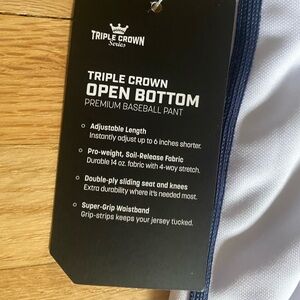 TRIPLE CROWN
Series
TRIPLE CROWN
OPEN BOTTOM
PREMIUM BASEBALL PANT
Adjustable Length
Instantly adjust up to 6 inches shorter.
Pro-weight, Soil-Release Fabric
Durable 14 oz. fabric with 4-way stretch.
Double-ply sliding seat and knees
Extra durability where it's needed most.
Super-Grip Waistband
Grip-strips keeps your jersey tucked.